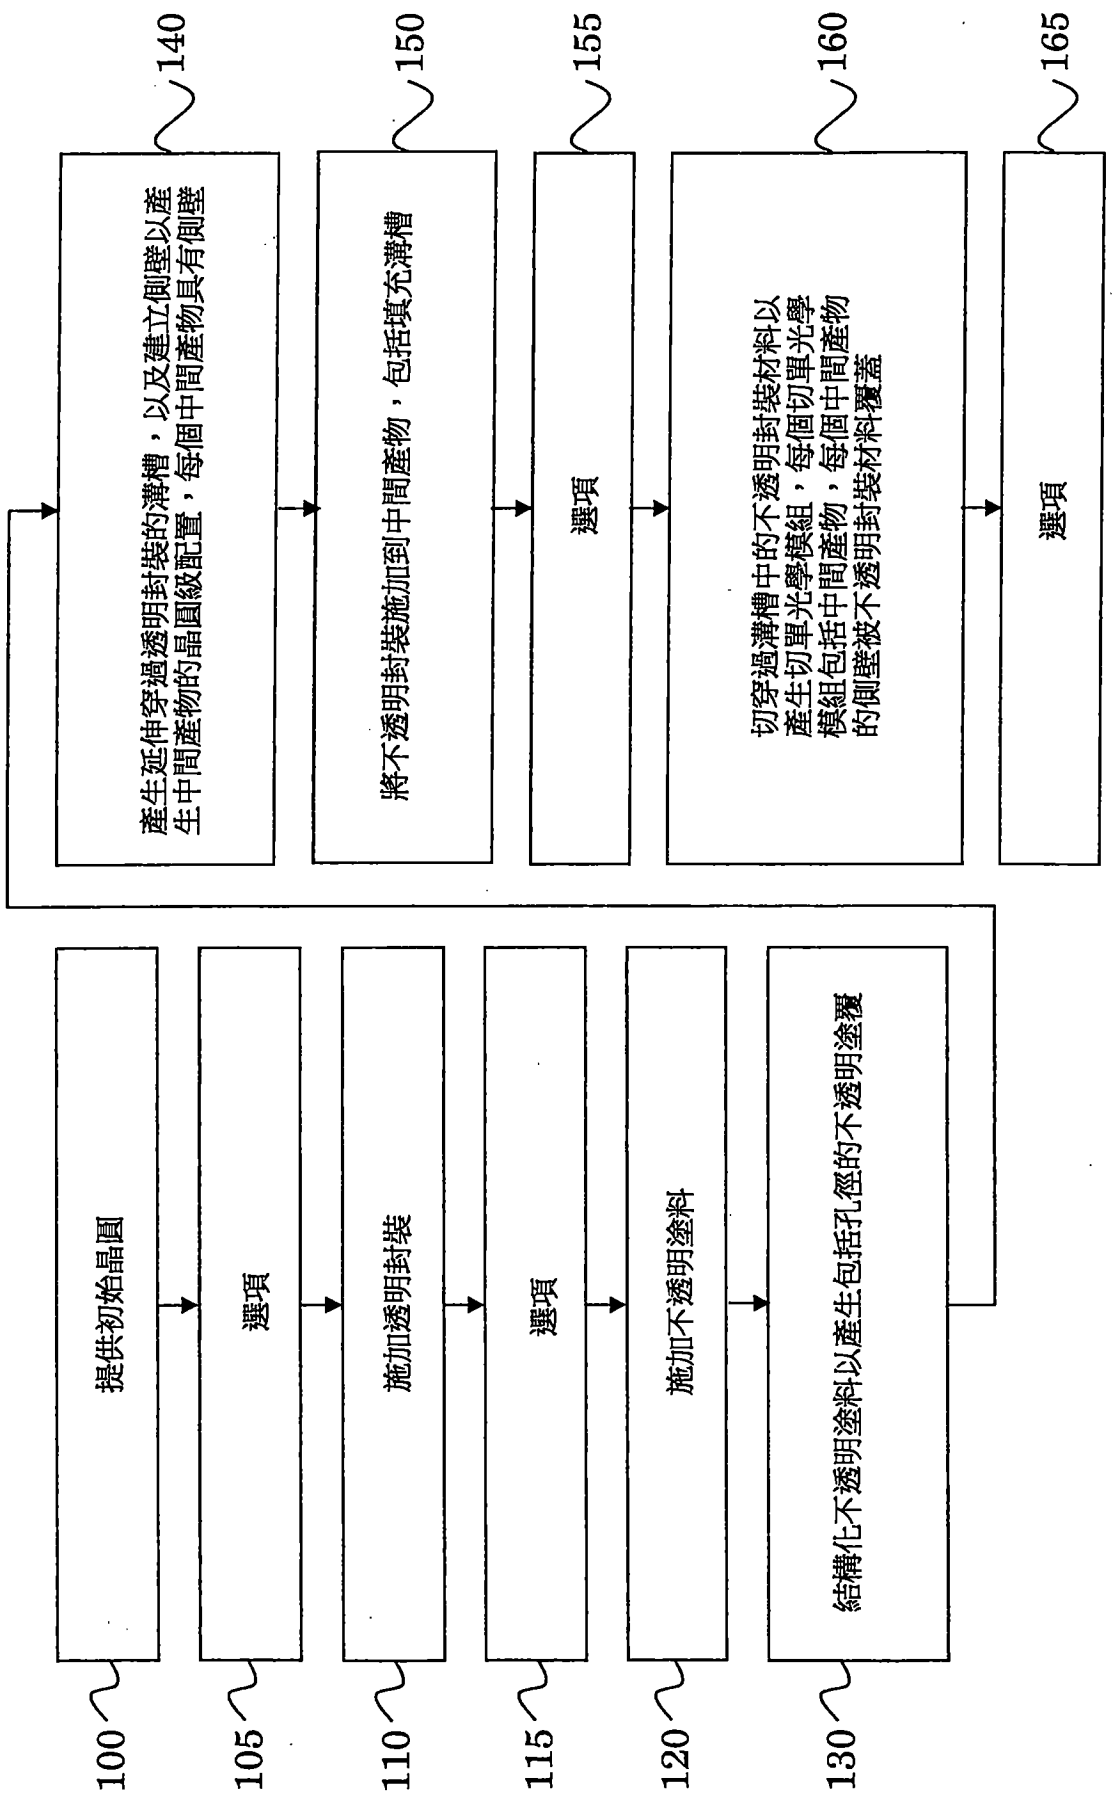 100
提供初始晶圓
105
選項
110
施加透明封裝
115
選項
120
施加不透明塗料
130
結構化不透明塗料以產生包括孔徑的不透明塗覆
140
產生延伸穿過透明封裝的溝槽，以及建立側壁以產
生中間產物的晶圓級配置，每個中間產物具有側壁
150
將不透明封裝施加到中間產物，包括填充溝槽
155
選項
160
切穿過溝槽中的不透明封裝材料以
產生切單光學模組，每個切單光學
模組包括中間產物，每個中間產物
的側壁被不透明封裝材料覆蓋
165
選項